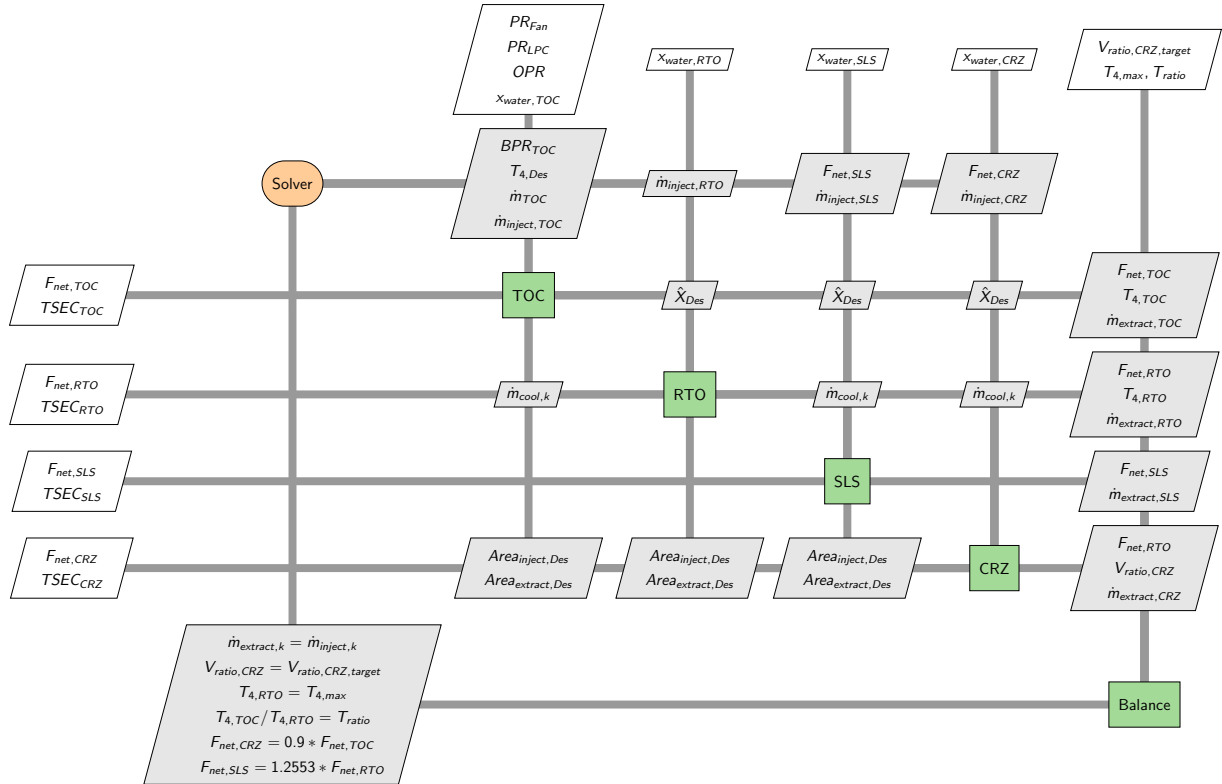 PR_Fan
PR_LPC
OPR
x_water,TOC
x_water,RTO
x_water,SLS
x_water,CRZ
V_ratio,CRZ,target
T_4,max, T_ratio
Solver
BPR_TOC
T_4,Des
ṁ_TOC
ṁ_inject,TOC
ṁ_inject,RTO
F_net,SLS
ṁ_inject,SLS
F_net,CRZ
ṁ_inject,CRZ
F_net,TOC
TSEC_TOC
TOC
X̂_Des
X̂_Des
X̂_Des
F_net,TOC
T_4,TOC
ṁ_extract,TOC
F_net,RTO
TSEC_RTO
ṁ_cool,k
RTO
ṁ_cool,k
ṁ_cool,k
F_net,RTO
T_4,RTO
ṁ_extract,RTO
F_net,SLS
TSEC_SLS
SLS
F_net,SLS
ṁ_extract,SLS
F_net,CRZ
TSEC_CRZ
Area_inject,Des
Area_extract,Des
Area_inject,Des
Area_extract,Des
Area_inject,Des
Area_extract,Des
CRZ
F_net,RTO
V_ratio,CRZ
ṁ_extract,CRZ
ṁ_extract,k = ṁ_inject,k
V_ratio,CRZ = V_ratio,CRZ,target
T_4,RTO = T_4,max
T_4,TOC/T_4,RTO = T_ratio
F_net,CRZ = 0.9 * F_net,TOC
F_net,SLS = 1.2553 * F_net,RTO
Balance